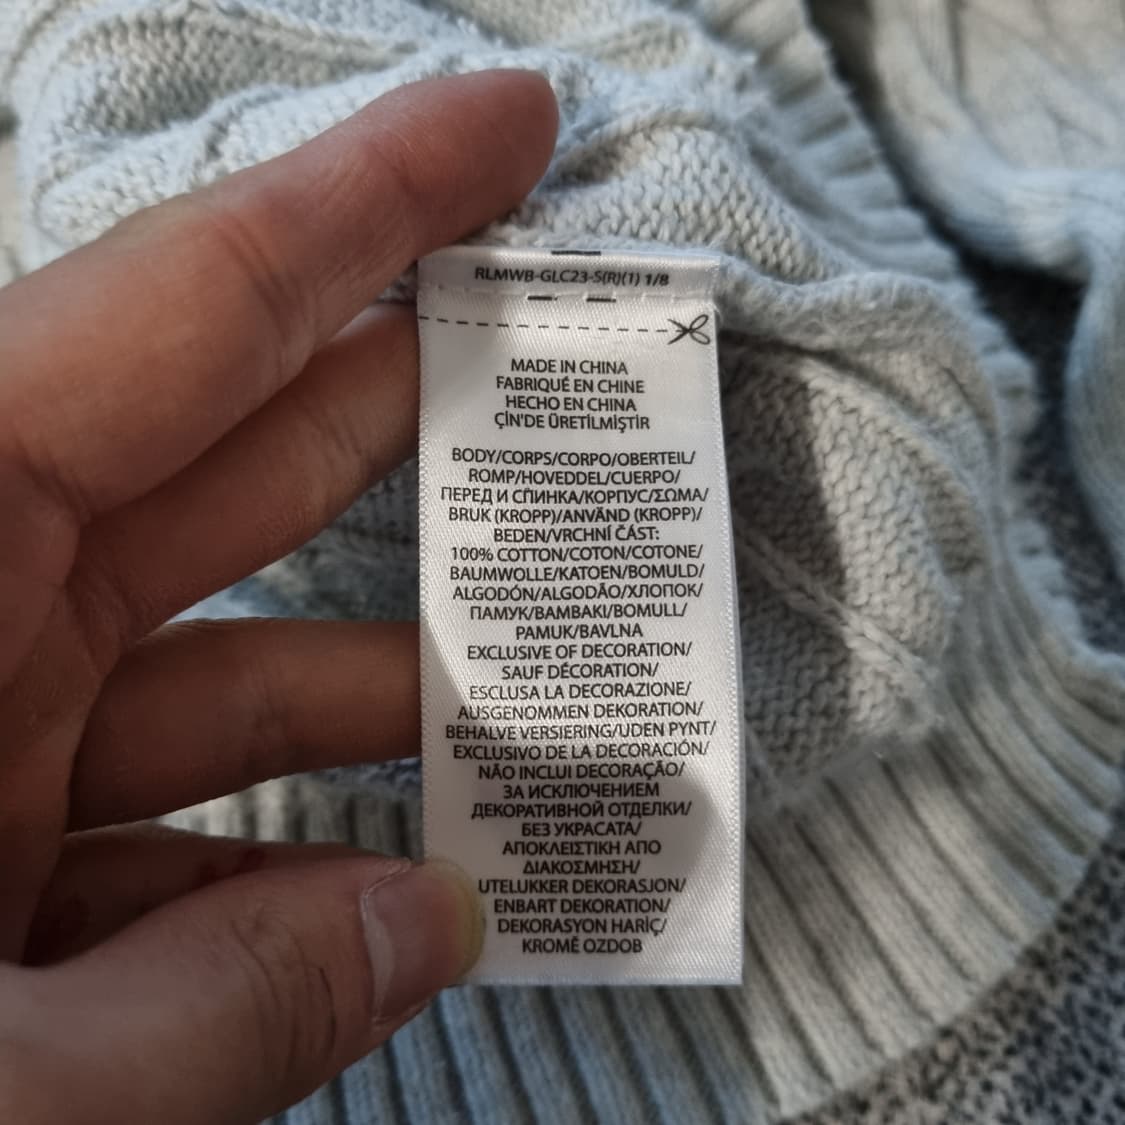 RLMWB-GLC23-S(R)(1) 1/8
MADE IN CHINA
FABRIQUÉ EN CHINE
HECHO EN CHINA
ÇİN'DE ÜRETİLMİŞTİR
BODY/CORPS/CORPO/OBERTEIL/
ROMP/HOVEDDEL/CUERPO/
ПЕРЕД И СПИНКА/КОРПУС/ΣΩΜΑ/
BRUK (KROPP)/ANVÄND (KROPP)/
BEDEN/VRCHNÍ ČÁST:
100% COTTON/COTON/COTONE/
BAUMWOLLE/KATOEN/BOMULD/
ALGODÓN/ALGODÃO/ХЛОПОК/
ПАМУК/ΒΑΜΒΑΚΙ/BOMULL/
PAMUK/BAVLNA
EXCLUSIVE OF DECORATION/
SAUF DÉCORATION/
ESCLUSA LA DECORAZIONE/
AUSGENOMMEN DEKORATION/
BEHALVE VERSIERING/UDEN PYNT/
EXCLUSIVO DE LA DECORACIÓN/
NÃO INCLUI DECORAÇÃO/
ЗА ИСКЛЮЧЕНИЕМ
ДЕКОРАТИВНОЙ ОТДЕЛКИ/
БЕЗ УКРАСАТА/
ΑΠΟΚΛΕΙΣΤΙΚΗ ΑΠΟ
ΔΙΑΚΟΣΜΗΣΗ/
UTELUKKER DEKORASJON/
ENBART DEKORATION/
DEKORASYON HARİÇ/
KROMĚ OZDOB